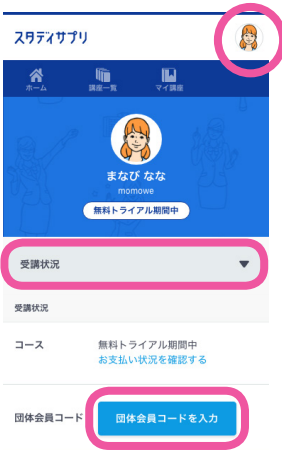 スタディサプリ
ホーム 講座一覧 マイ講座
まなび なな
momowe
無料トライアル期間中
受講状況
受講状況
コース 無料トライアル期間中
お支払い状況を確認する
団体会員コード 団体会員コードを入力